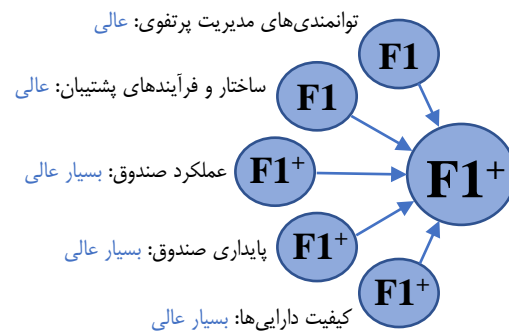 توانمندی‌های مدیریت پرتفوی: عالی
F1
ساختار و فرآیندهای پشتیبان: عالی
F1
عملکرد صندوق: بسیار عالی
F1+
F1+
پایداری صندوق: بسیار عالی
F1+
کیفیت دارایی‌ها: بسیار عالی
F1+